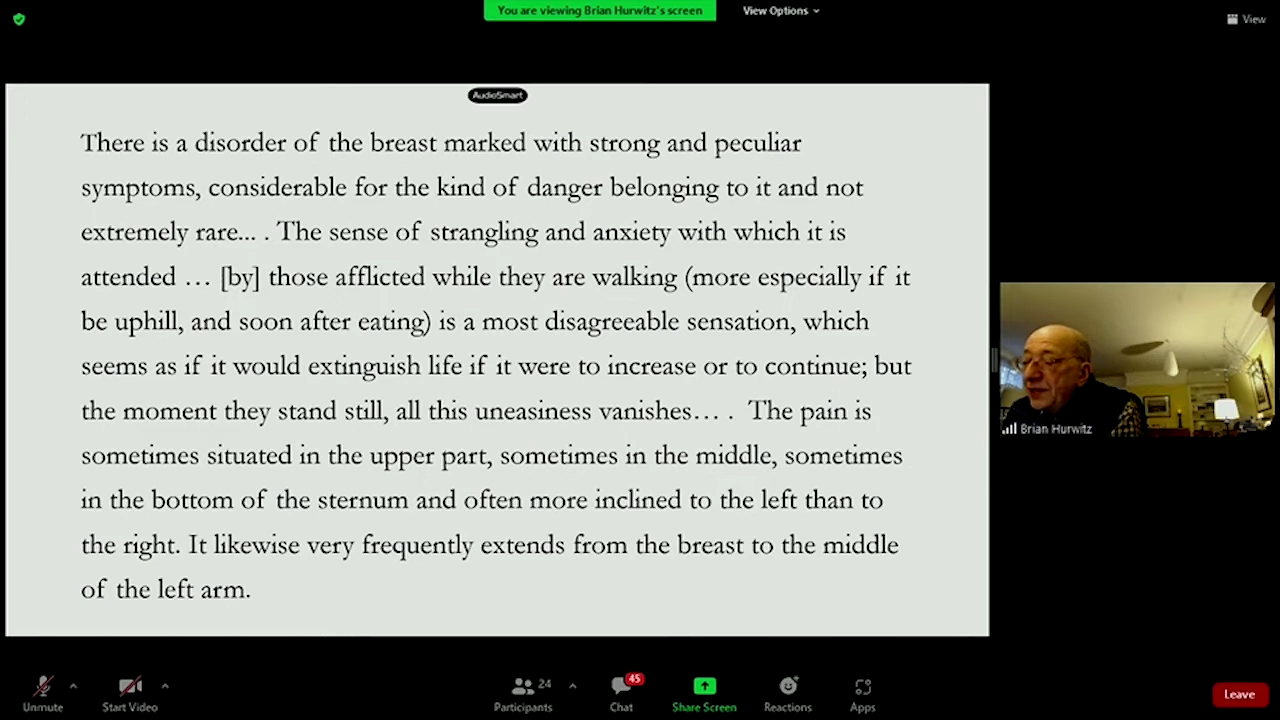 You are viewing Brian Hurwitz's screen
View Options
View
AudioSmart
There is a disorder of the breast marked with strong and peculiar
symptoms, considerable for the kind of danger belonging to it and not
extremely rare... . The sense of strangling and anxiety with which it is
attended … [by] those afflicted while they are walking (more especially if it
be uphill, and soon after eating) is a most disagreeable sensation, which
seems as if it would extinguish life if it were to increase or to continue; but
the moment they stand still, all this uneasiness vanishes… . The pain is
sometimes situated in the upper part, sometimes in the middle, sometimes
in the bottom of the sternum and often more inclined to the left than to
the right. It likewise very frequently extends from the breast to the middle
of the left arm.
Brian Hurwitz
24
45
Unmute
Start Video
Participants
Chat
Share Screen
Reactions
Apps
Leave